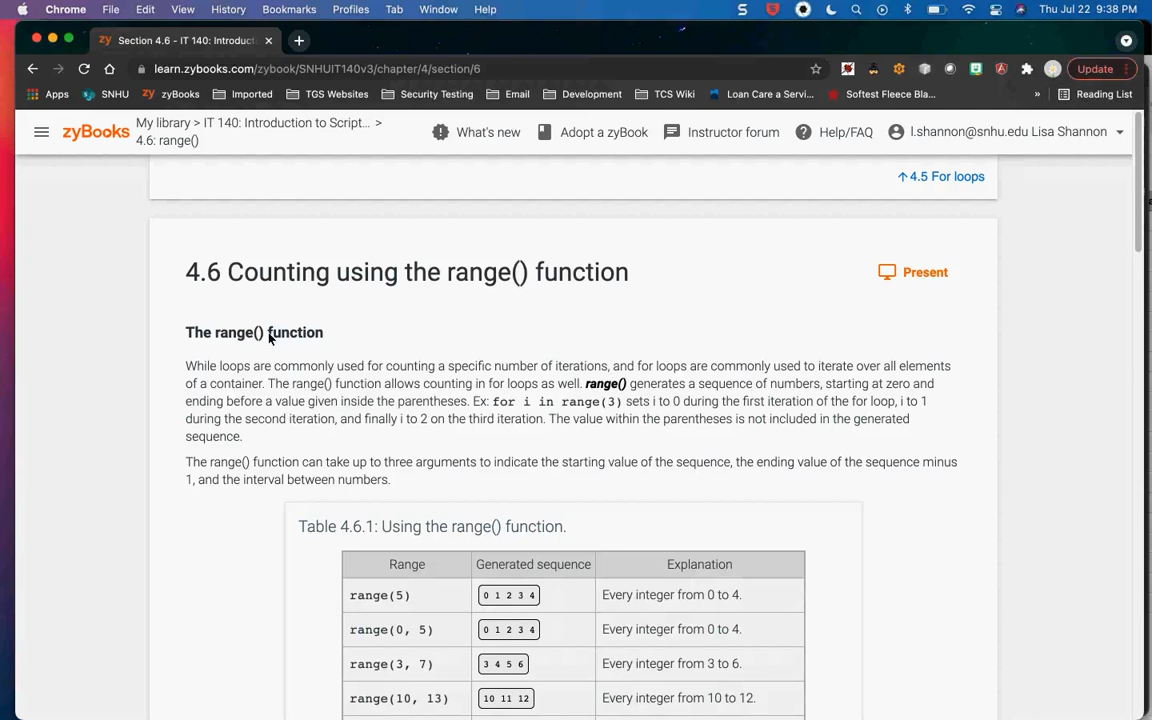 Chrome File Edit View History Bookmarks Profiles Tab Window Help Thu Jul 22 9:38 PM
zy Section 4.6 - IT 140: Introduct
learn.zybooks.com/zybook/SNHUIT140v3/chapter/4/section/6 Update
Apps SNHU zy zyBooks Imported TGS Websites Security Testing Email Development TCS Wiki Loan Care a Servi... Softest Fleece Bla... » Reading List
zyBooks My library > IT 140: Introduction to Script... > What's new Adopt a zyBook Instructor forum Help/FAQ l.shannon@snhu.edu Lisa Shannon
4.6: range()
↑ 4.5 For loops
4.6 Counting using the range() function Present
The range() function
While loops are commonly used for counting a specific number of iterations, and for loops are commonly used to iterate over all elements
of a container. The range() function allows counting in for loops as well. range() generates a sequence of numbers, starting at zero and
ending before a value given inside the parentheses. Ex: for i in range(3) sets i to 0 during the first iteration of the for loop, i to 1
during the second iteration, and finally i to 2 on the third iteration. The value within the parentheses is not included in the generated
sequence.
The range() function can take up to three arguments to indicate the starting value of the sequence, the ending value of the sequence minus
1, and the interval between numbers.
Table 4.6.1: Using the range() function.
Range Generated sequence Explanation
range(5) 0 1 2 3 4 Every integer from 0 to 4.
range(0, 5) 0 1 2 3 4 Every integer from 0 to 4.
range(3, 7) 3 4 5 6 Every integer from 3 to 6.
range(10, 13) 10 11 12 Every integer from 10 to 12.